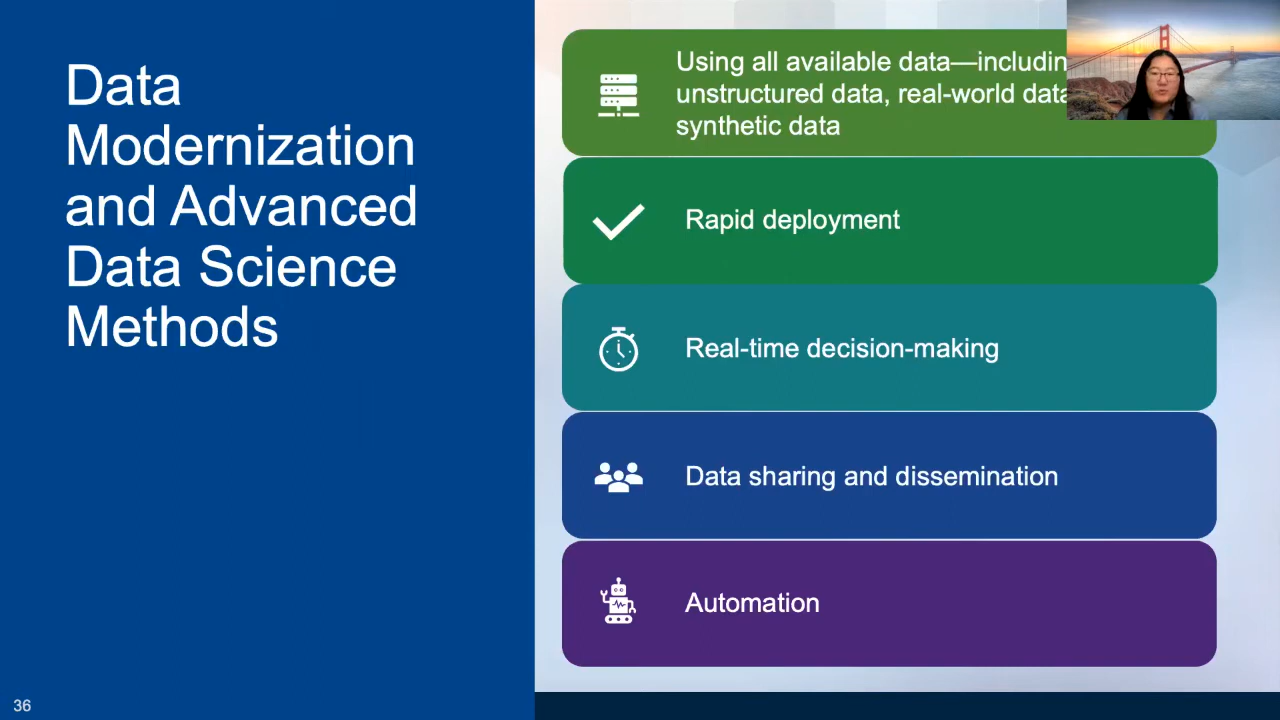 Data
Modernization
and Advanced
Data Science
Methods
Using all available data—includin
unstructured data, real-world data
synthetic data
Rapid deployment
Real-time decision-making
Data sharing and dissemination
Automation
36